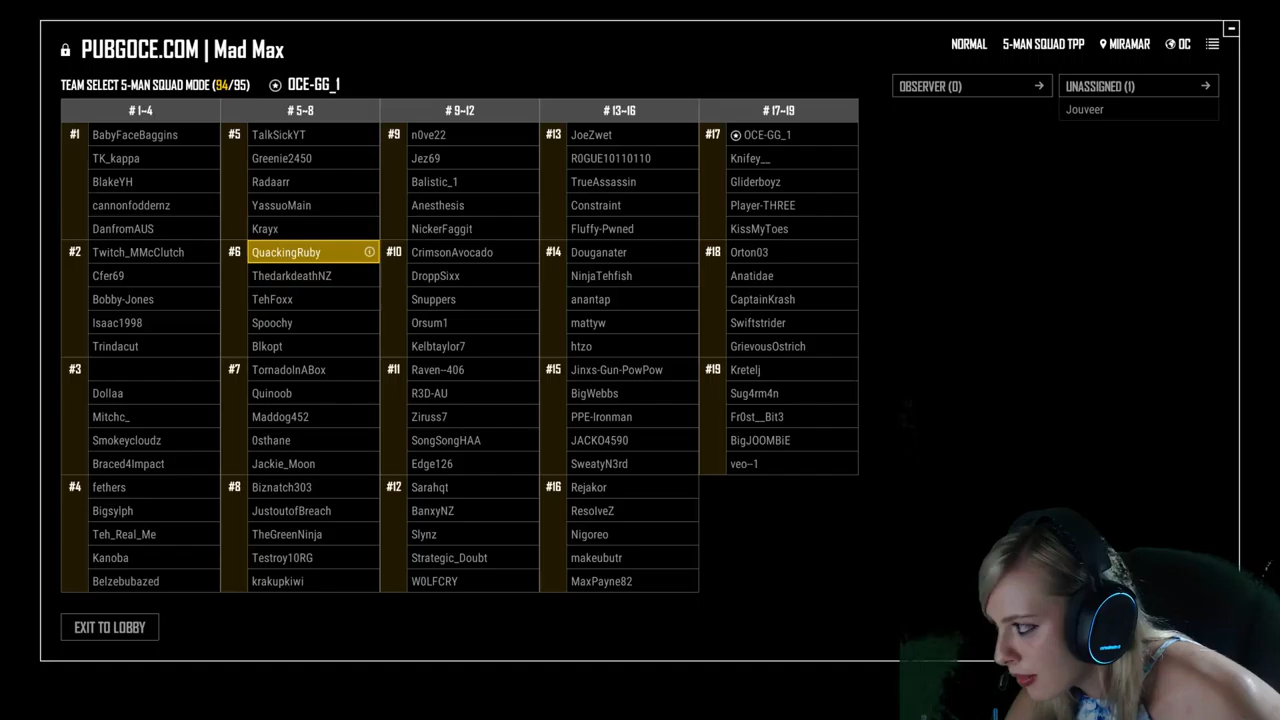 PUBGOCE.COM | Mad Max
NORMAL 5-MAN SQUAD TPP MIRAMAR OC
TEAM SELECT 5-MAN SQUAD MODE (94/95) OCE-GG_1
OBSERVER (0)
UNASSIGNED (1)
Jouveer
# 1~4
#1
BabyFaceBaggins
TK_kappa
BlakeYH
cannonfoddernz
DanfromAUS
#2
Twitch_MMcClutch
Cfer69
Bobby-Jones
Isaac1998
Trindacut
#3
Dollaa
Mitchc_
Smokeycloudz
Braced4Impact
#4
fethers
Bigsylph
Teh_Real_Me
Kanoba
Belzebubazed
# 5~8
#5
TalkSickYT
Greenie2450
Radaarr
YassuoMain
Krayx
#6
QuackingRuby
ThedarkdeathNZ
TehFoxx
Spoochy
Blkopt
#7
TornadoInABox
Quinoob
Maddog452
0sthane
Jackie_Moon
#8
Biznatch303
JustoutofBreach
TheGreenNinja
Testroy10RG
krakupkiwi
# 9~12
#9
n0ve22
Jez69
Balistic_1
Anesthesis
NickerFaggit
#10
CrimsonAvocado
DroppSixx
Snuppers
Orsum1
Kelbtaylor7
#11
Raven--406
R3D-AU
Ziruss7
SongSongHAA
Edge126
#12
Sarahqt
BanxyNZ
Slynz
Strategic_Doubt
W0LFCRY
# 13~16
#13
JoeZwet
R0GUE10110110
TrueAssassin
Constraint
Fluffy-Pwned
#14
Douganater
NinjaTehfish
anantap
mattyw
htzo
#15
Jinxs-Gun-PowPow
BigWebbs
PPE-Ironman
JACKO4590
SweatyN3rd
#16
Rejakor
ResolveZ
Nigoreo
makeubutr
MaxPayne82
# 17~19
#17
OCE-GG_1
Knifey__
Gliderboyz
Player-THREE
KissMyToes
#18
Orton03
Anatidae
CaptainKrash
Swiftstrider
GrievousOstrich
#19
Kretelj
Sug4rm4n
Fr0st__Bit3
BigJOOMBiE
veo--1
EXIT TO LOBBY